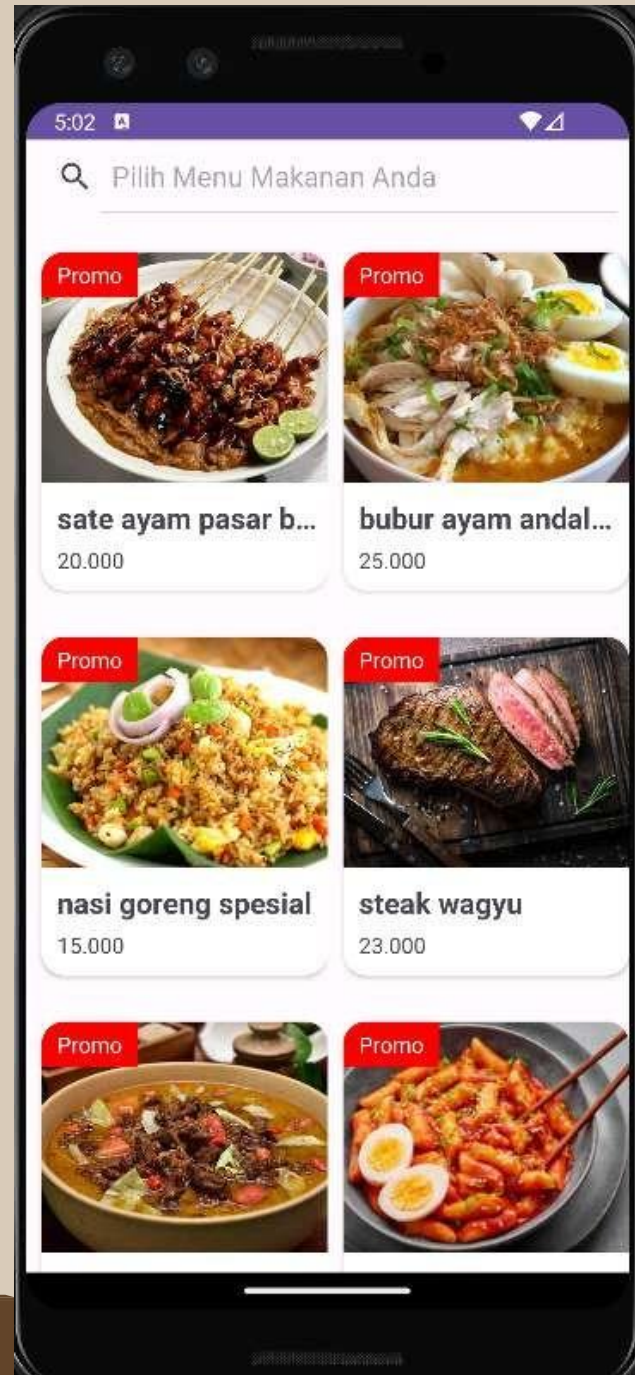 5:02 A
Pilih Menu Makanan Anda
Promo
Promo
sate ayam pasar b...
bubur ayam andal...
20.000
25.000
Promo
Promo
nasi goreng spesial
steak wagyu
15.000
23.000
Promo
Promo